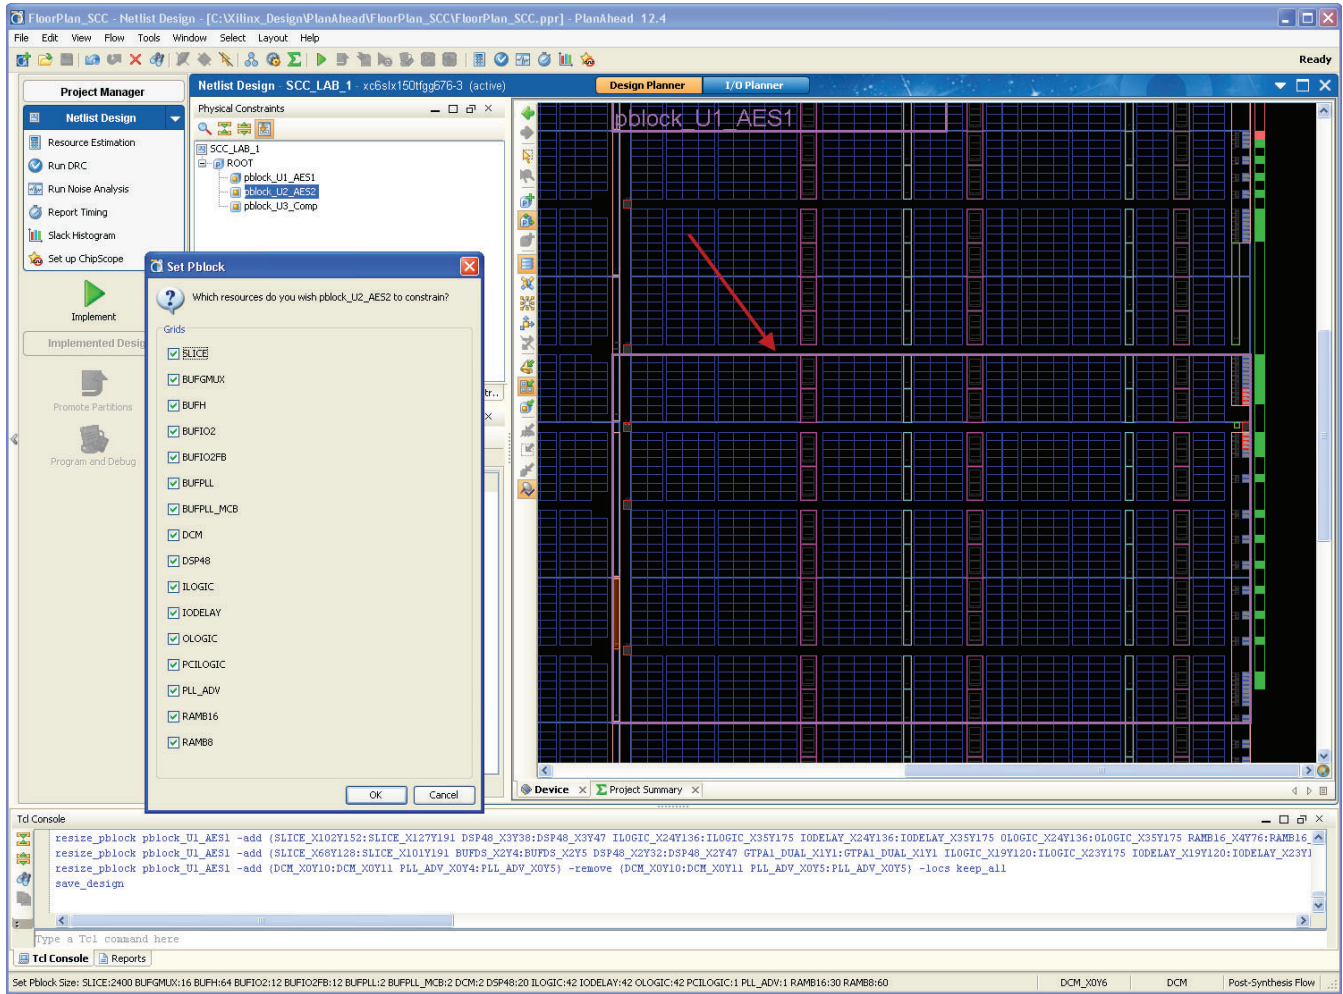 FloorPlan_SCC - Netlist Design - [C:\Xilinx_Design\PlanAhead\FloorPlan_SCC\FloorPlan_SCC.ppr] - PlanAhead 12.4
File Edit View Flow Tools Window Select Layout Help
Ready
Project Manager
Netlist Design
Resource Estimation
Run DRC
Run Noise Analysis
Report Timing
Slack Histogram
Set up ChipScope
Implement
Implemented Desig
Promote Partitions
Program and Debug
Netlist Design - SCC_LAB_1 - xc6slx150tfgg676-3 (active)
Design Planner I/O Planner
Physical Constraints
SCC_LAB_1
ROOT
pblock_U1_AES1
pblock_U2_AES2
pblock_U3_Comp
tr..
Set Pblock
Which resources do you wish pblock_U2_AES2 to constrain?
Grids
SLICE
BUFGMUX
BUFH
BUFIO2
BUFIO2FB
BUFPLL
BUFPLL_MCB
DCM
DSP48
ILOGIC
IODELAY
OLOGIC
PCILOGIC
PLL_ADV
RAMB16
RAMB8
OK Cancel
pblock_U1_AES1
Device Project Summary
Tcl Console
resize_pblock pblock_U1_AES1 -add {SLICE_X102Y152:SLICE_X127Y191 DSP48_X3Y38:DSP48_X3Y47 ILOGIC_X24Y136:ILOGIC_X35Y175 IODELAY_X24Y136:IODELAY_X35Y175 OLOGIC_X24Y136:OLOGIC_X35Y175 RAMB16_X4Y76:RAMB16_
resize_pblock pblock_U1_AES1 -add {SLICE_X68Y128:SLICE_X101Y191 BUFDS_X2Y4:BUFDS_X2Y5 DSP48_X2Y32:DSP48_X2Y47 GTPA1_DUAL_X1Y1:GTPA1_DUAL_X1Y1 ILOGIC_X19Y120:ILOGIC_X23Y175 IODELAY_X19Y120:IODELAY_X23Y1
resize_pblock pblock_U1_AES1 -add {DCM_X0Y10:DCM_X0Y11 PLL_ADV_X0Y4:PLL_ADV_X0Y5} -remove {DCM_X0Y10:DCM_X0Y11 PLL_ADV_X0Y5:PLL_ADV_X0Y5} -locs keep_all
save_design
Type a Tcl command here
Tcl Console Reports
Set Pblock Size: SLICE:2400 BUFGMUX:16 BUFH:64 BUFIO2:12 BUFIO2FB:12 BUFPLL:2 BUFPLL_MCB:2 DCM:2 DSP48:20 ILOGIC:42 IODELAY:42 OLOGIC:42 PCILOGIC:1 PLL_ADV:1 RAMB16:30 RAMB8:60
DCM_X0Y6 DCM Post-Synthesis Flow